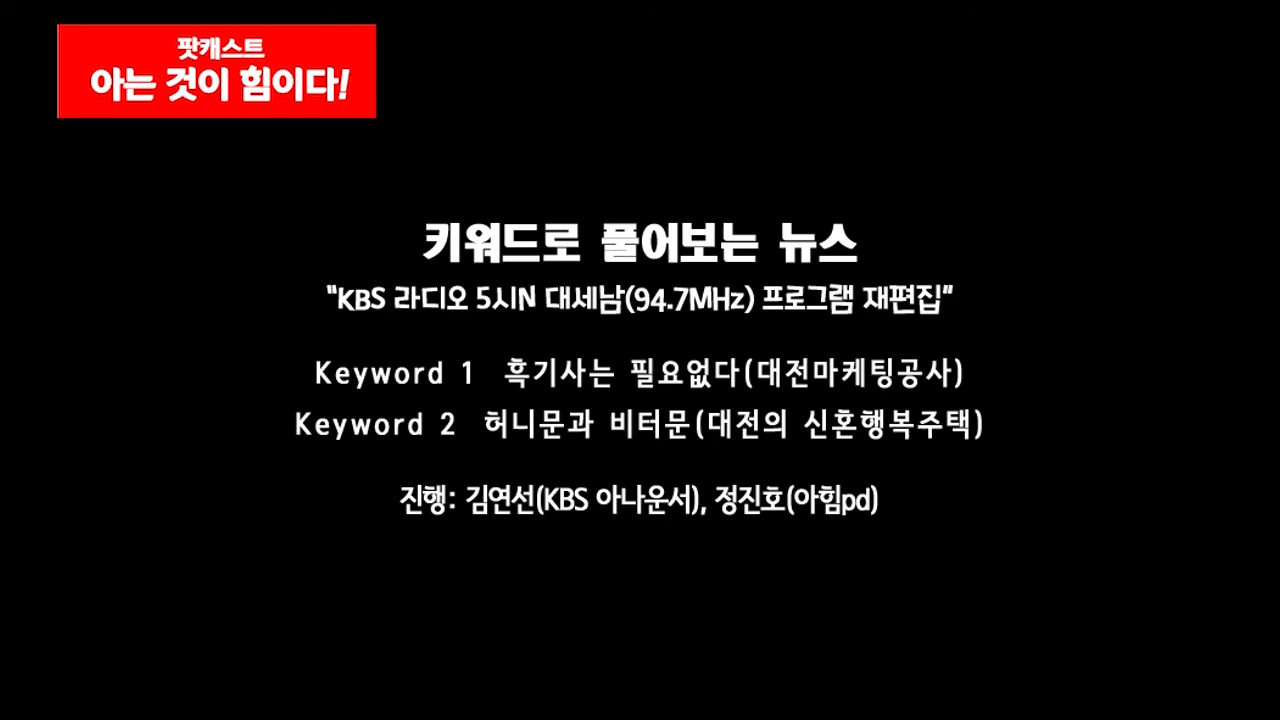 팟캐스트
아는 것이 힘이다!
키워드로 풀어보는 뉴스
"KBS 라디오 5시N 대세남(94.7MHz) 프로그램 재편집"
Keyword 1 흑기사는 필요없다(대전마케팅공사)
Keyword 2 허니문과 비터문(대전의 신혼행복주택)
진행: 김연선(KBS 아나운서), 정진호(아힘pd)